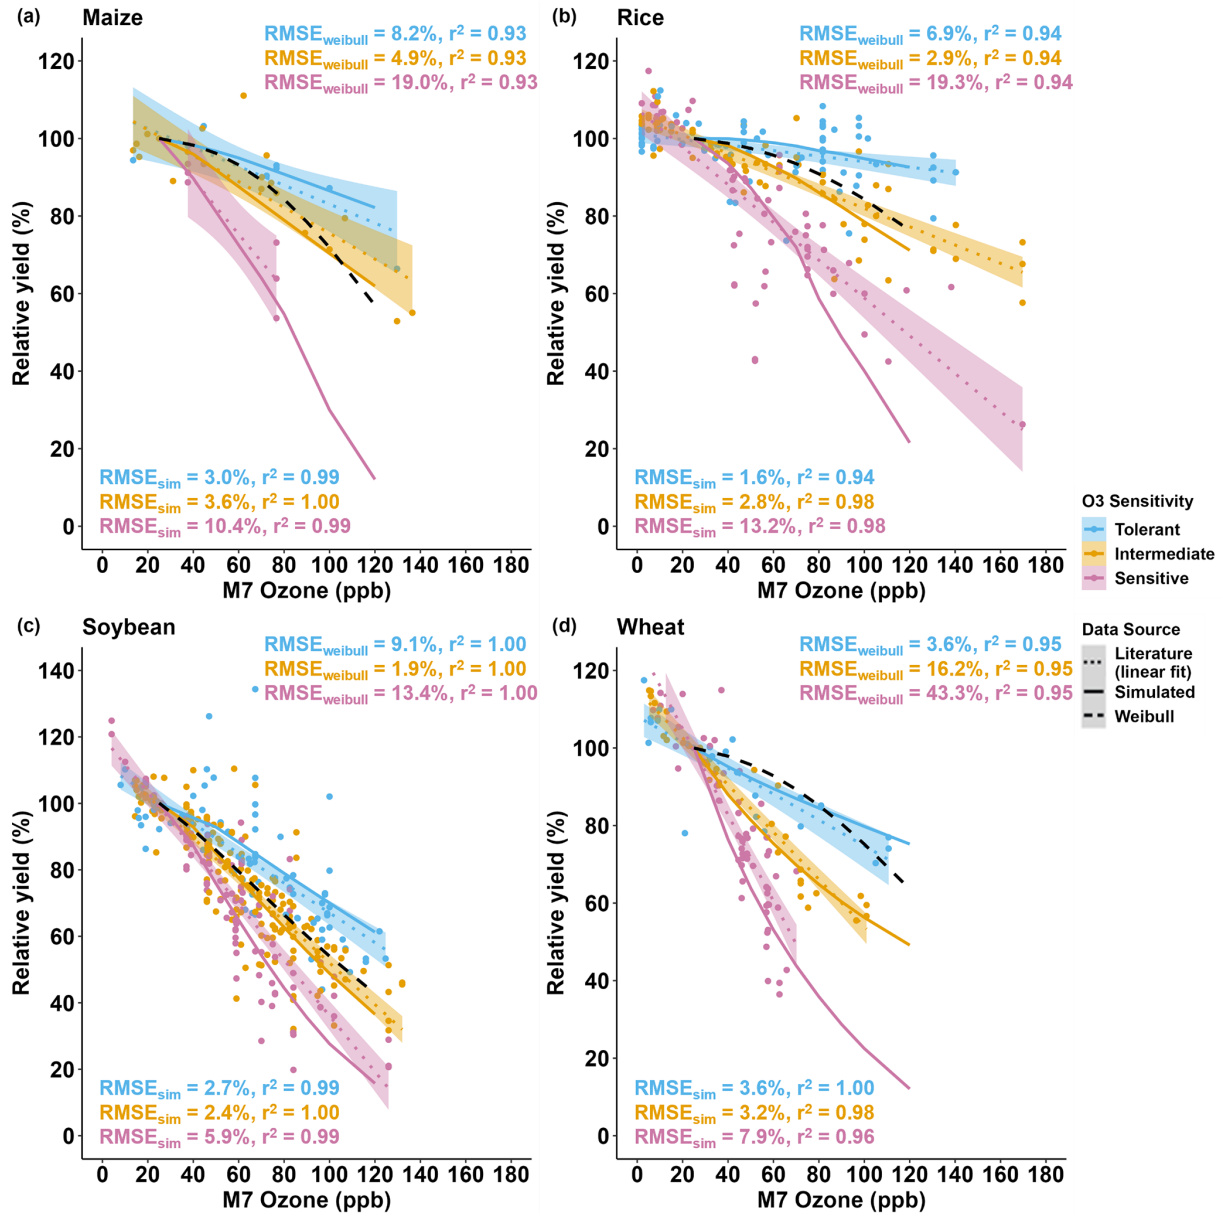 (a) Maize
RMSEweibull = 8.2%, r² = 0.93
RMSEweibull = 4.9%, r² = 0.93
RMSEweibull = 19.0%, r² = 0.93
120
100
80
60
40
20
0
Relative yield (%)
RMSEsim = 3.0%, r² = 0.99
RMSEsim = 3.6%, r² = 1.00
RMSEsim = 10.4%, r² = 0.99
0 20 40 60 80 100 120 140 160 180
M7 Ozone (ppb)
(b) Rice
RMSEweibull = 6.9%, r² = 0.94
RMSEweibull = 2.9%, r² = 0.94
RMSEweibull = 19.3%, r² = 0.94
120
100
80
60
40
20
0
Relative yield (%)
RMSEsim = 1.6%, r² = 0.94
RMSEsim = 2.8%, r² = 0.98
RMSEsim = 13.2%, r² = 0.98
0 20 40 60 80 100 120 140 160 180
M7 Ozone (ppb)
O3 Sensitivity
Tolerant
Intermediate
Sensitive
Data Source
Literature
(linear fit)
Simulated
Weibull
(c) Soybean
RMSEweibull = 9.1%, r² = 1.00
RMSEweibull = 1.9%, r² = 1.00
RMSEweibull = 13.4%, r² = 1.00
140
120
100
80
60
40
20
0
Relative yield (%)
RMSEsim = 2.7%, r² = 0.99
RMSEsim = 2.4%, r² = 1.00
RMSEsim = 5.9%, r² = 0.99
0 20 40 60 80 100 120 140 160 180
M7 Ozone (ppb)
(d) Wheat
RMSEweibull = 3.6%, r² = 0.95
RMSEweibull = 16.2%, r² = 0.95
RMSEweibull = 43.3%, r² = 0.95
120
100
80
60
40
20
0
Relative yield (%)
RMSEsim = 3.6%, r² = 1.00
RMSEsim = 3.2%, r² = 0.98
RMSEsim = 7.9%, r² = 0.96
0 20 40 60 80 100 120 140 160 180
M7 Ozone (ppb)